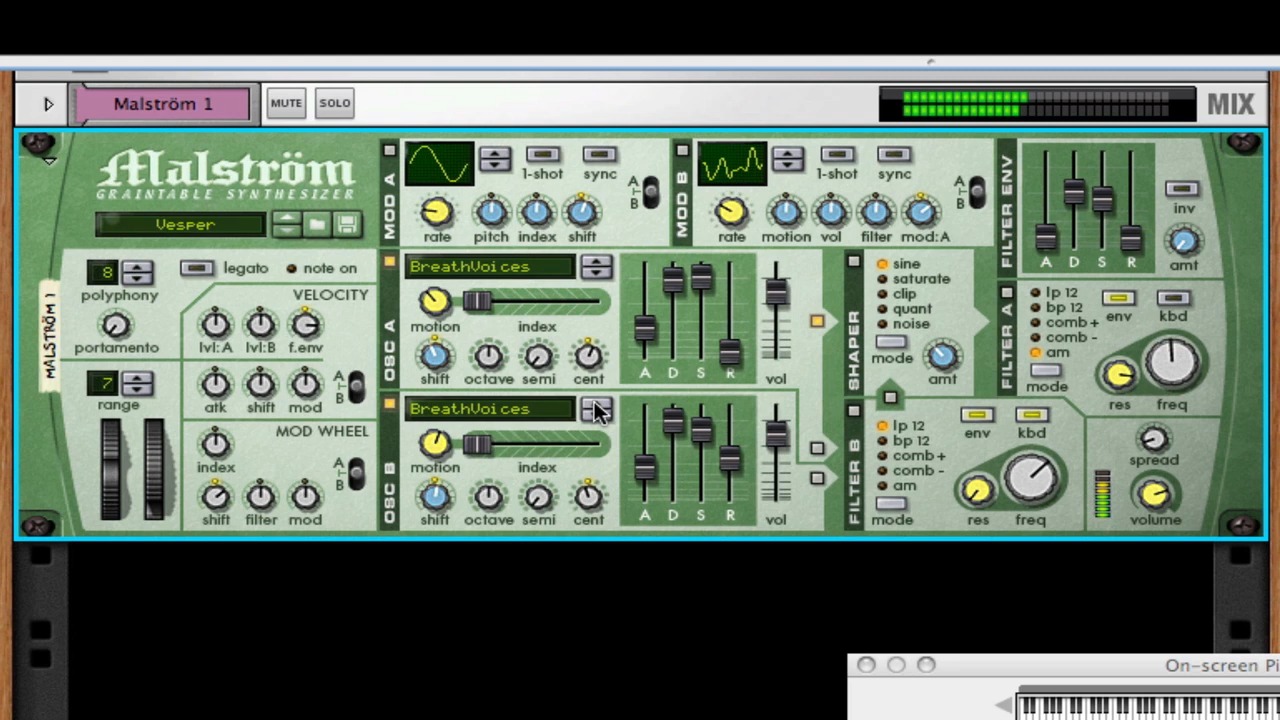 Malström 1
MUTE
SOLO
MIX
Malström
GRAINTABLE SYNTHESIZER
Vesper
MALSTRÖM 1
8
polyphony
legato
note on
portamento
VELOCITY
lvl:A
lvl:B
f.env
7
range
atk
shift
mod
A
B
MOD WHEEL
index
A
B
shift
filter
mod
MOD A
1-shot
sync
A
B
rate
pitch
index
shift
MOD B
1-shot
sync
A
B
rate
motion
vol
filter
mod:A
FILTER ENV
A
D
S
R
inv
amt
OSC A
BreathVoices
motion
index
shift
octave
semi
cent
A
D
S
R
vol
OSC B
BreathVoices
motion
index
shift
octave
semi
cent
A
D
S
R
vol
SHAPER
sine
saturate
clip
quant
noise
mode
amt
FILTER A
lp 12
bp 12
comb +
comb -
am
mode
env
kbd
res
freq
FILTER B
lp 12
bp 12
comb +
comb -
am
mode
env
kbd
res
freq
spread
volume
On-screen Pi